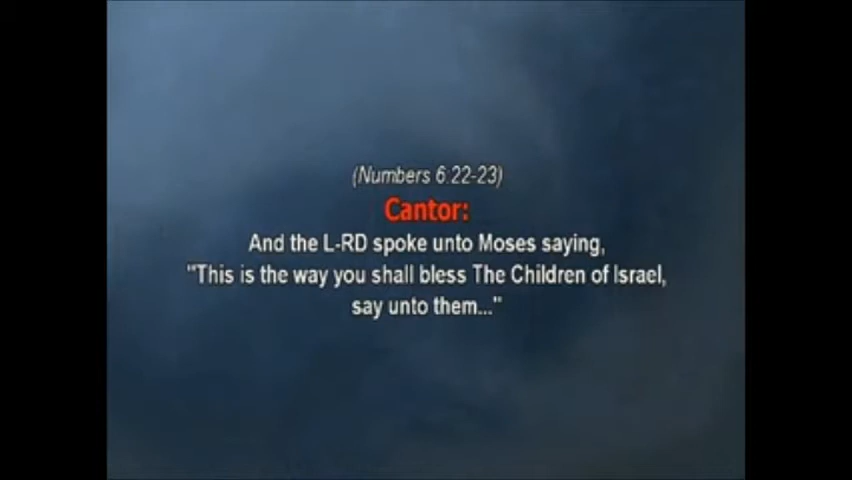 (Numbers 6:22-23)
Cantor:
And the L-RD spoke unto Moses saying,
"This is the way you shall bless The Children of Israel,
say unto them..."